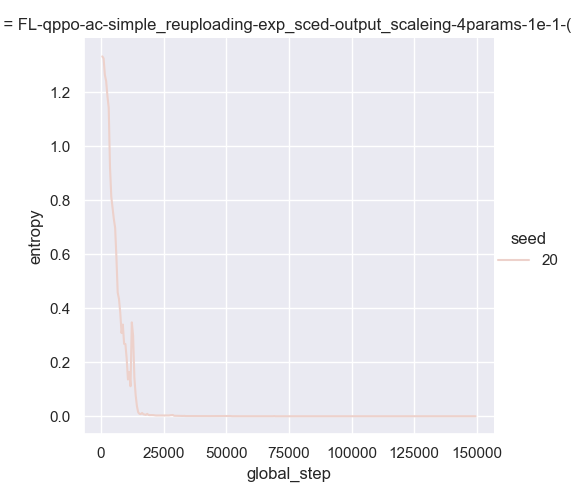 = FL-qppo-ac-simple_reuploading-exp_sced-output_scaleing-4params-1e-1-(
1.2
1.0
0.8
0.6
0.4
0.2
0.0
entropy
0 25000 50000 75000 100000 125000 150000
global_step
seed
20